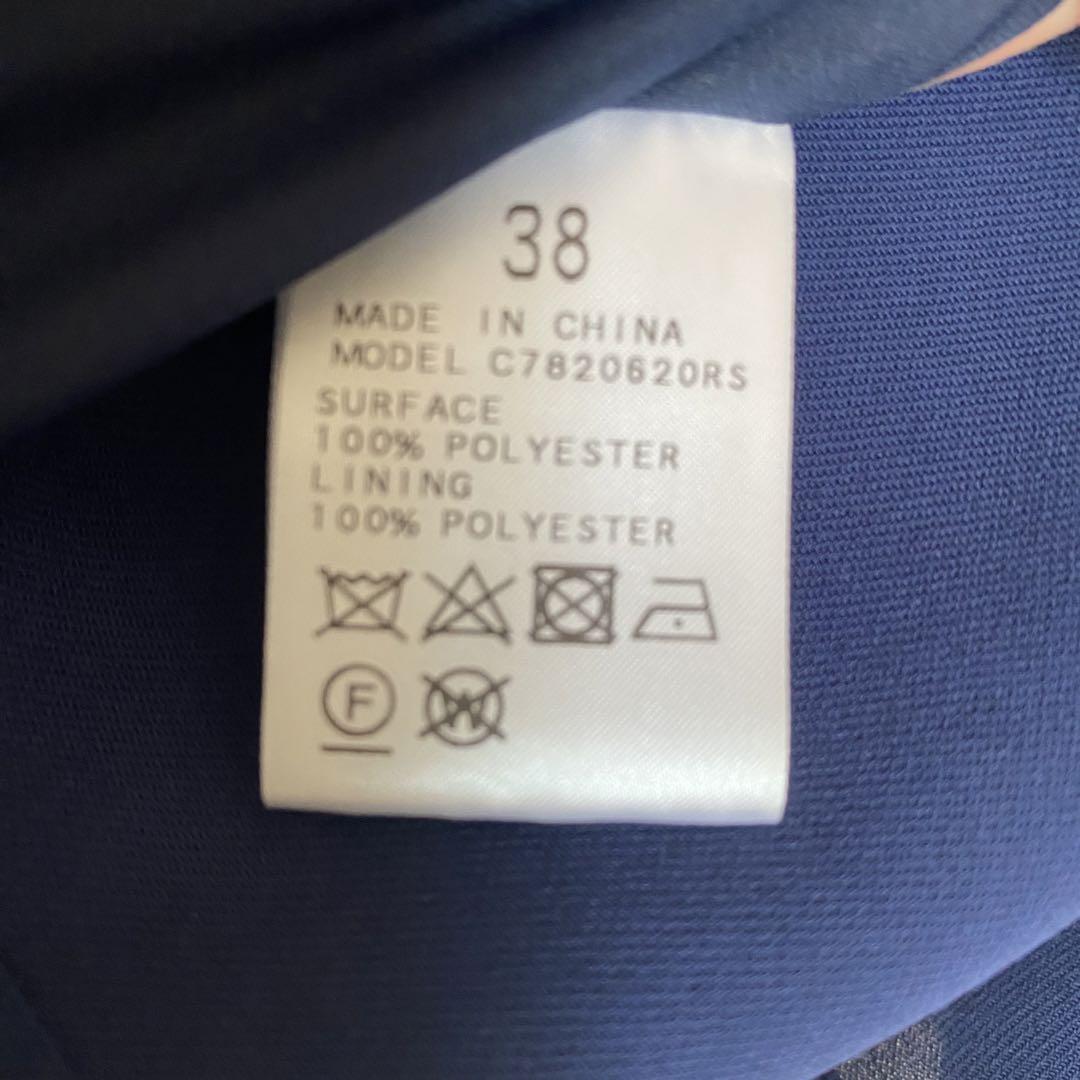 38
MADE IN CHINA
MODEL C7820620RS
SURFACE
100% POLYESTER
LINING
100% POLYESTER
F
W